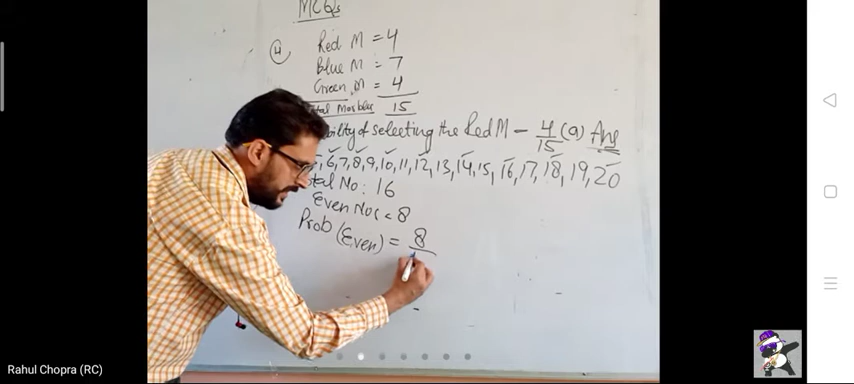 MCQs
4 Red M = 4
Blue M = 7
Green M = 4
Total Marbles 15
bility of selecting the Red M - 4/15 (a) Ans
5, 6, 7, 8, 9, 10, 11, 12, 13, 14, 15, 16, 17, 18, 19, 20
tal No: 16
Even Nos = 8
Prob (Even) = 8
Rahul Chopra (RC)